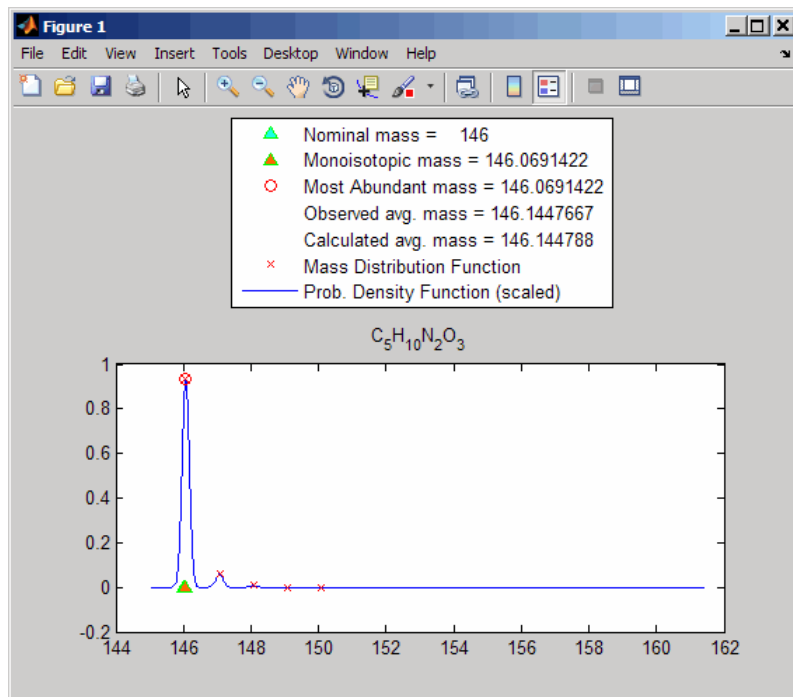 Figure 1
File Edit View Insert Tools Desktop Window Help
Nominal mass = 146
Monoisotopic mass = 146.0691422
Most Abundant mass = 146.0691422
Observed avg. mass = 146.1447667
Calculated avg. mass = 146.144788
Mass Distribution Function
Prob. Density Function (scaled)
C5H10N2O3
1
0.8
0.6
0.4
0.2
0
-0.2
144 146 148 150 152 154 156 158 160 162